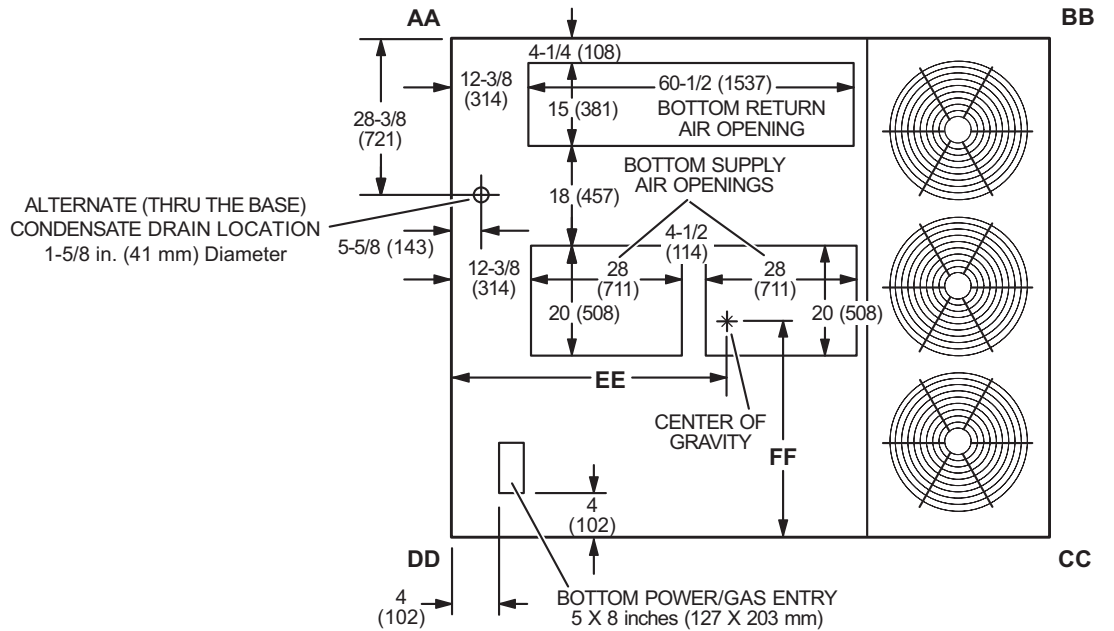 AA
BB
4-1/4 (108)
12-3/8
(314)
60-1/2 (1537)
15 (381)
BOTTOM RETURN
AIR OPENING
28-3/8
(721)
BOTTOM SUPPLY
AIR OPENINGS
18 (457)
ALTERNATE (THRU THE BASE)
CONDENSATE DRAIN LOCATION
1-5/8 in. (41 mm) Diameter
5-5/8 (143)
4-1/2
(114)
12-3/8
(314)
28
(711)
28
(711)
20 (508)
20 (508)
EE
CENTER OF
GRAVITY
FF
4
(102)
DD
CC
4
(102)
BOTTOM POWER/GAS ENTRY
5 X 8 inches (127 X 203 mm)